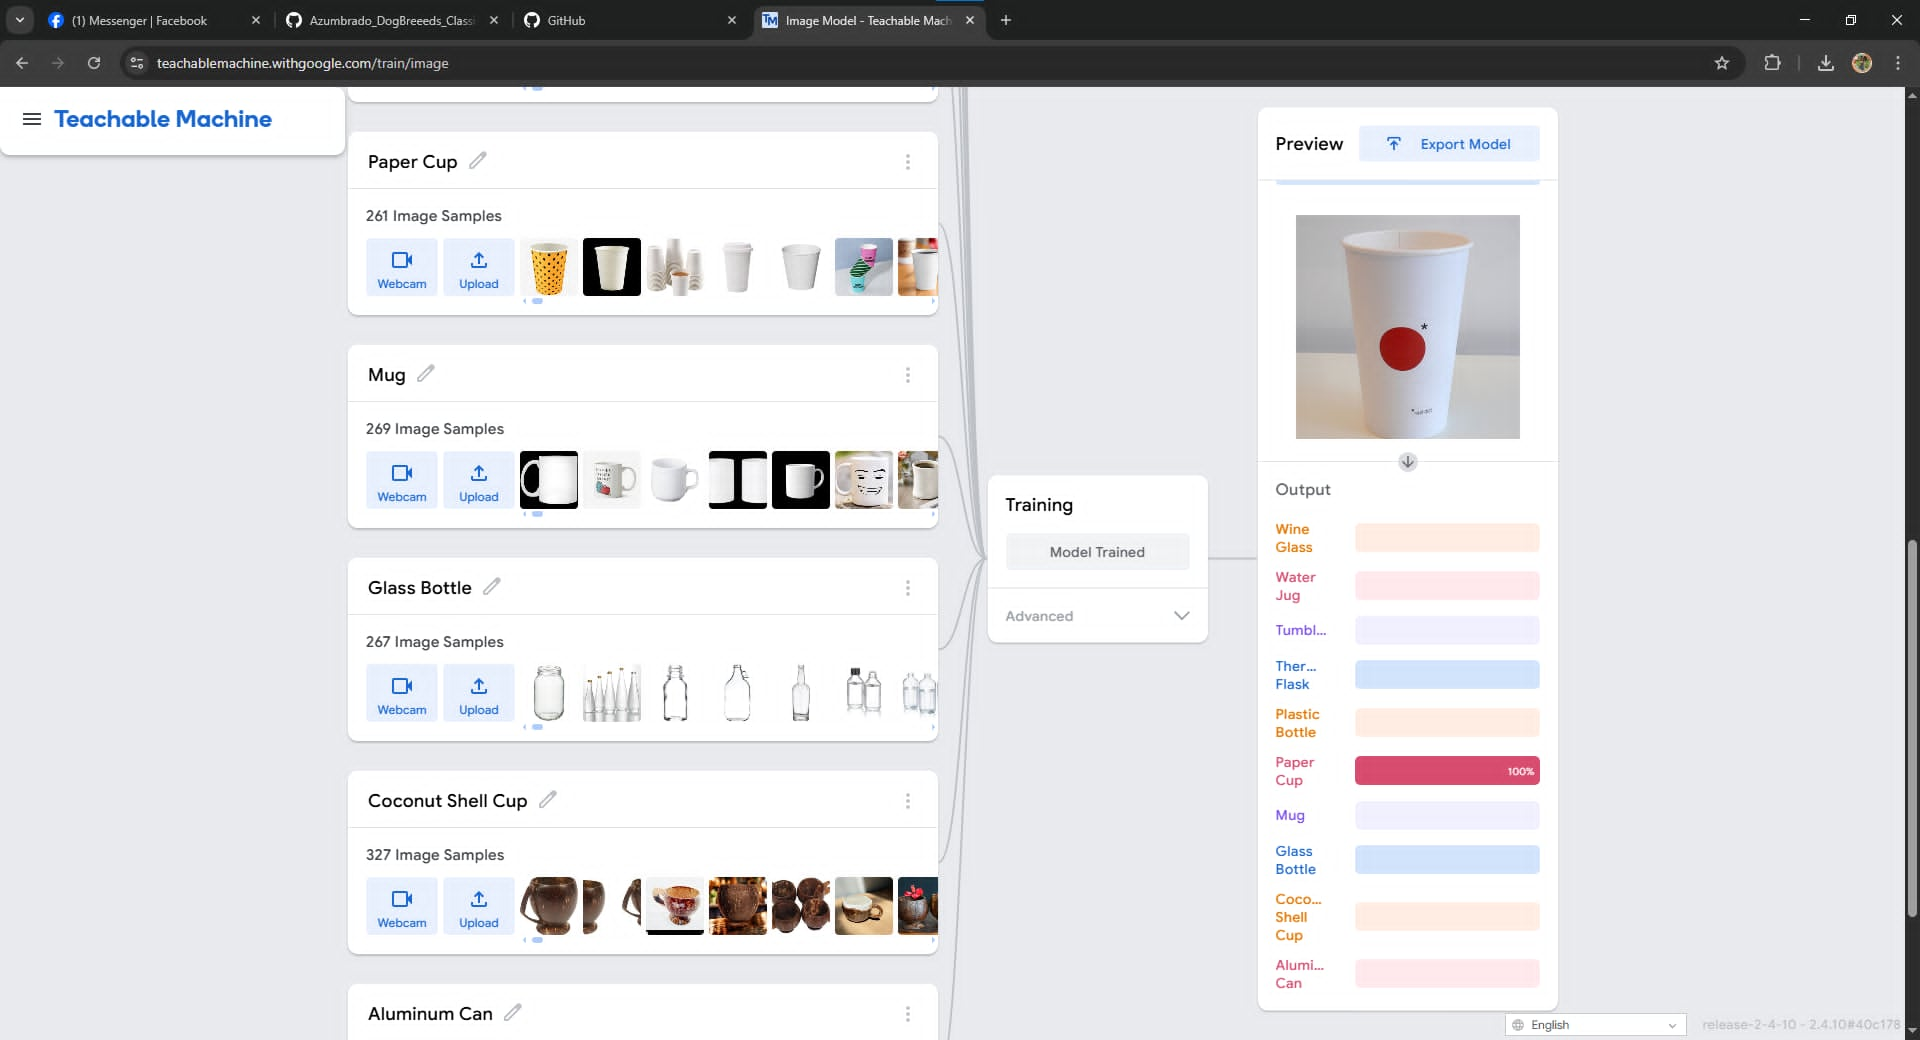 (1) Messenger | Facebook
Azumbrado_DogBreeeds_Classi
GitHub
Image Model - Teachable Mach
teachablemachine.withgoogle.com/train/image
Teachable Machine
Paper Cup
261 Image Samples
Webcam
Upload
Mug
269 Image Samples
Webcam
Upload
Glass Bottle
267 Image Samples
Webcam
Upload
Coconut Shell Cup
327 Image Samples
Webcam
Upload
Aluminum Can
Training
Model Trained
Advanced
Preview
Export Model
Output
Wine
Glass
Water
Jug
Tumbl...
Ther...
Flask
Plastic
Bottle
Paper
Cup
100%
Mug
Glass
Bottle
Coco...
Shell
Cup
Alumi...
Can
English
release-2-4-10 - 2.4.10#40c178